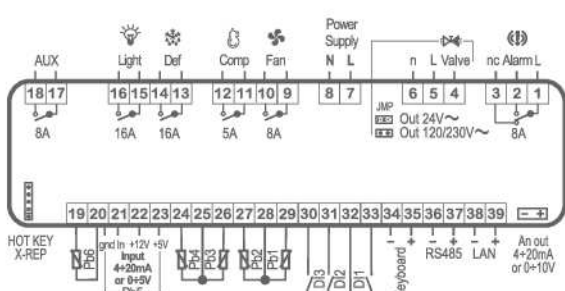 Power
Supply
AUX Light Def Comp Fan N L n L Valve nc Alarm L
18 17 16 15 14 13 12 11 10 9 8 7 6 5 4 3 2 1
JMP
Out 24V~
8A 16A 16A 5A 8A Out 120/230V~ 8A
19 20 21 22 23 24 25 26 27 28 29 30 31 32 33 34 35 36 37 38 39 - +
HOT KEY
X-REP
Pb6 gnd In +12V +5V Pb4 Pb3 Pb2 Pb1 DI3 DI2 DI1 - + - + - +
Input
4÷20mA
or 0÷5V
eyboard RS485 LAN
An out
4÷20mA
or 0÷10V